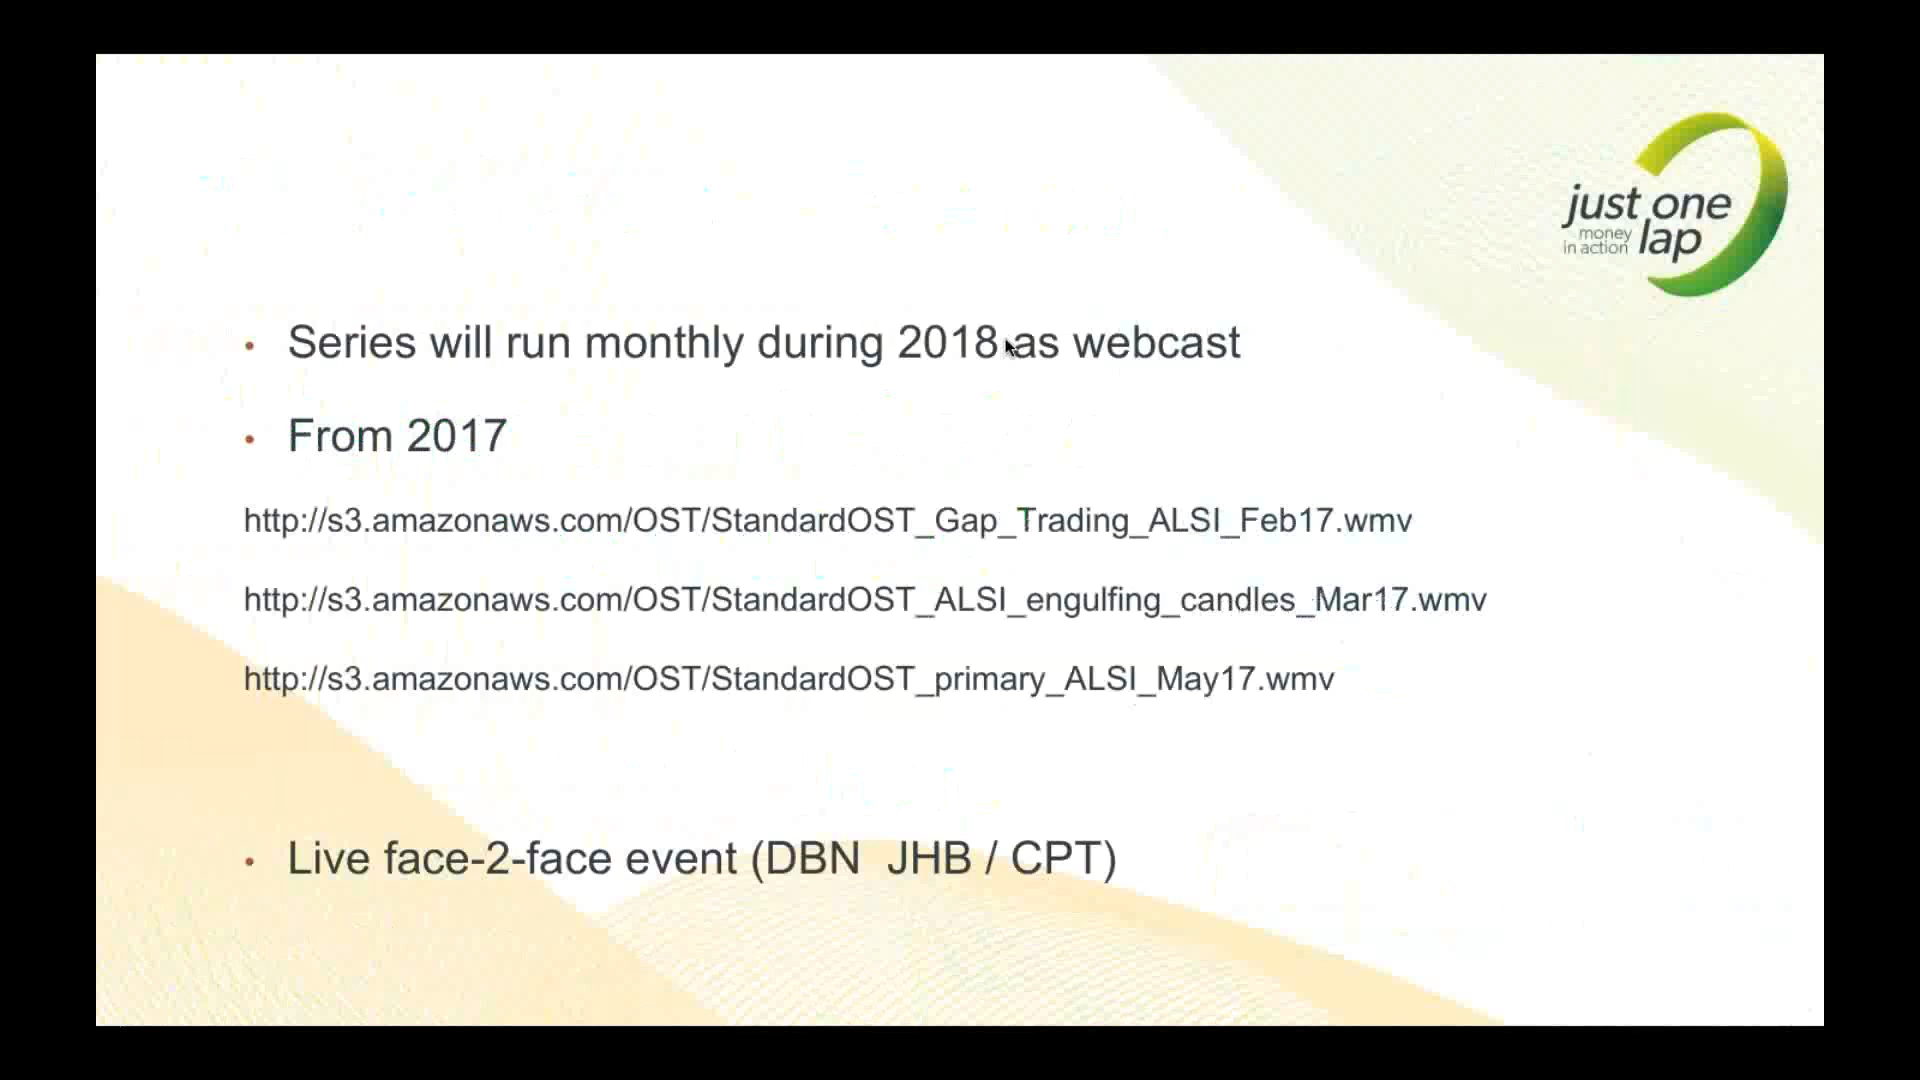 just one
money
in action lap
• Series will run monthly during 2018 as webcast
• From 2017
http://s3.amazonaws.com/OST/StandardOST_Gap_Trading_ALSI_Feb17.wmv
http://s3.amazonaws.com/OST/StandardOST_ALSI_engulfing_candles_Mar17.wmv
http://s3.amazonaws.com/OST/StandardOST_primary_ALSI_May17.wmv
• Live face-2-face event (DBN  JHB / CPT)